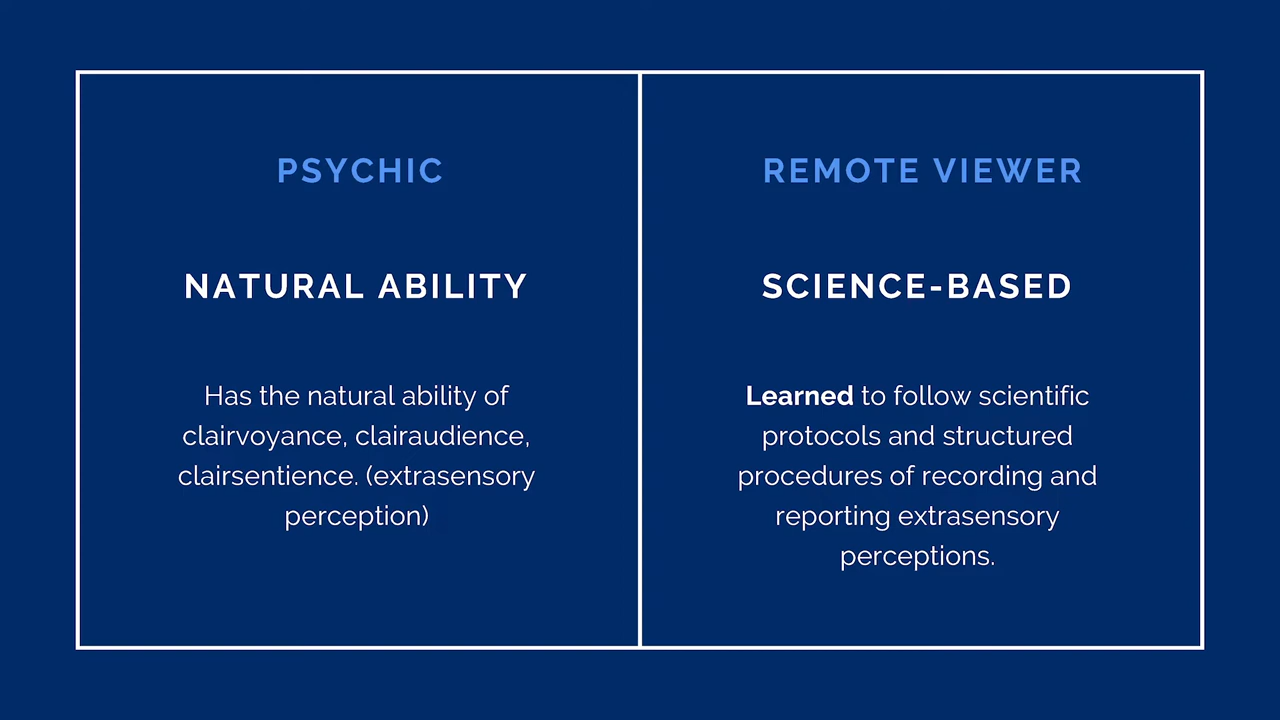 PSYCHIC
NATURAL ABILITY
Has the natural ability of
clairvoyance, clairaudience,
clairsentience. (extrasensory
perception)
REMOTE VIEWER
SCIENCE-BASED
Learned to follow scientific
protocols and structured
procedures of recording and
reporting extrasensory
perceptions.